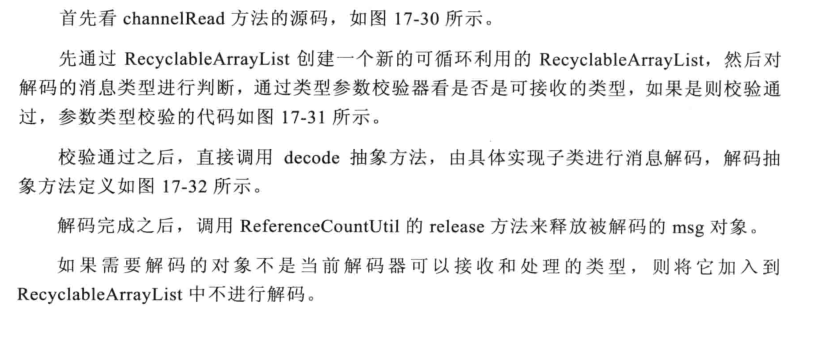 首先看 channelRead 方法的源码，如图 17-30 所示。
先通过 RecyclableArrayList 创建一个新的可循环利用的 RecyclableArrayList，然后对
解码的消息类型进行判断，通过类型参数校验器看是否是可接收的类型，如果是则校验通
过，参数类型校验的代码如图 17-31 所示。
校验通过之后，直接调用 decode 抽象方法，由具体实现子类进行消息解码，解码抽
象方法定义如图 17-32 所示。
解码完成之后，调用 ReferenceCountUtil 的 release 方法来释放被解码的 msg 对象。
如果需要解码的对象不是当前解码器可以接收和处理的类型，则将它加入到
RecyclableArrayList 中不进行解码。